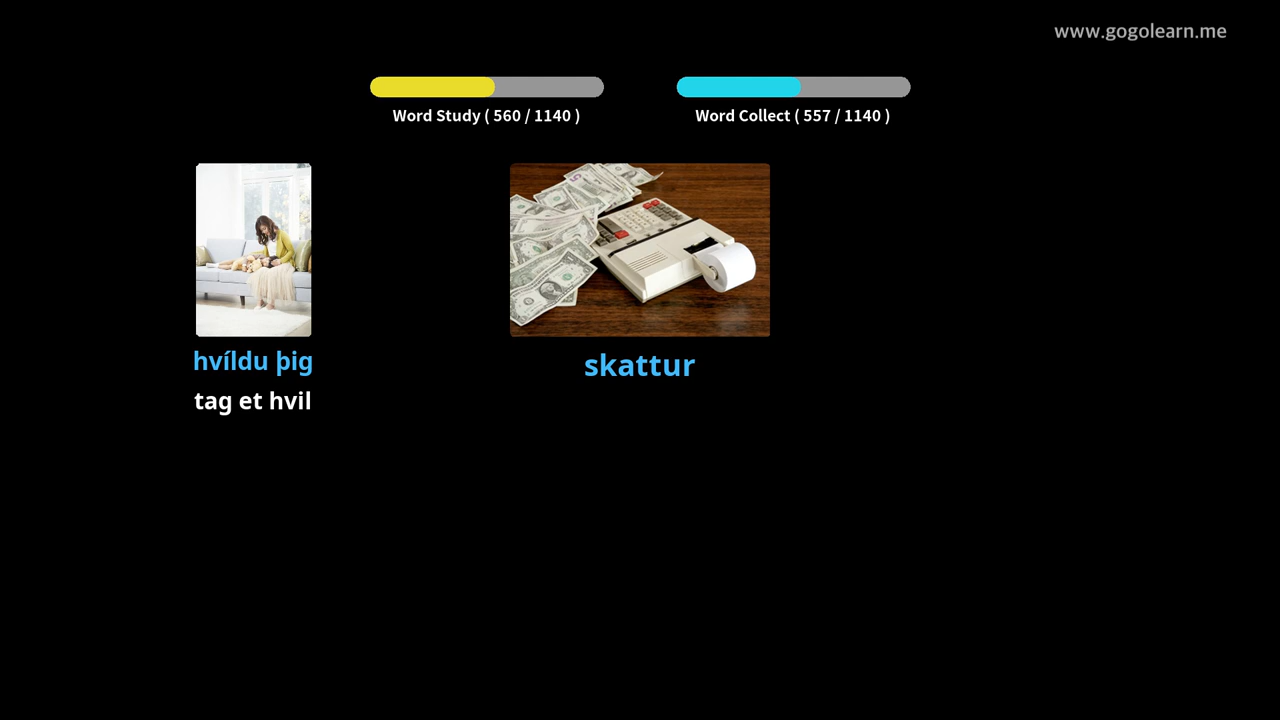 www.gogolearn.me
Word Study ( 560 / 1140 )
Word Collect ( 557 / 1140 )
hvíldu þig
tag et hvil
skattur